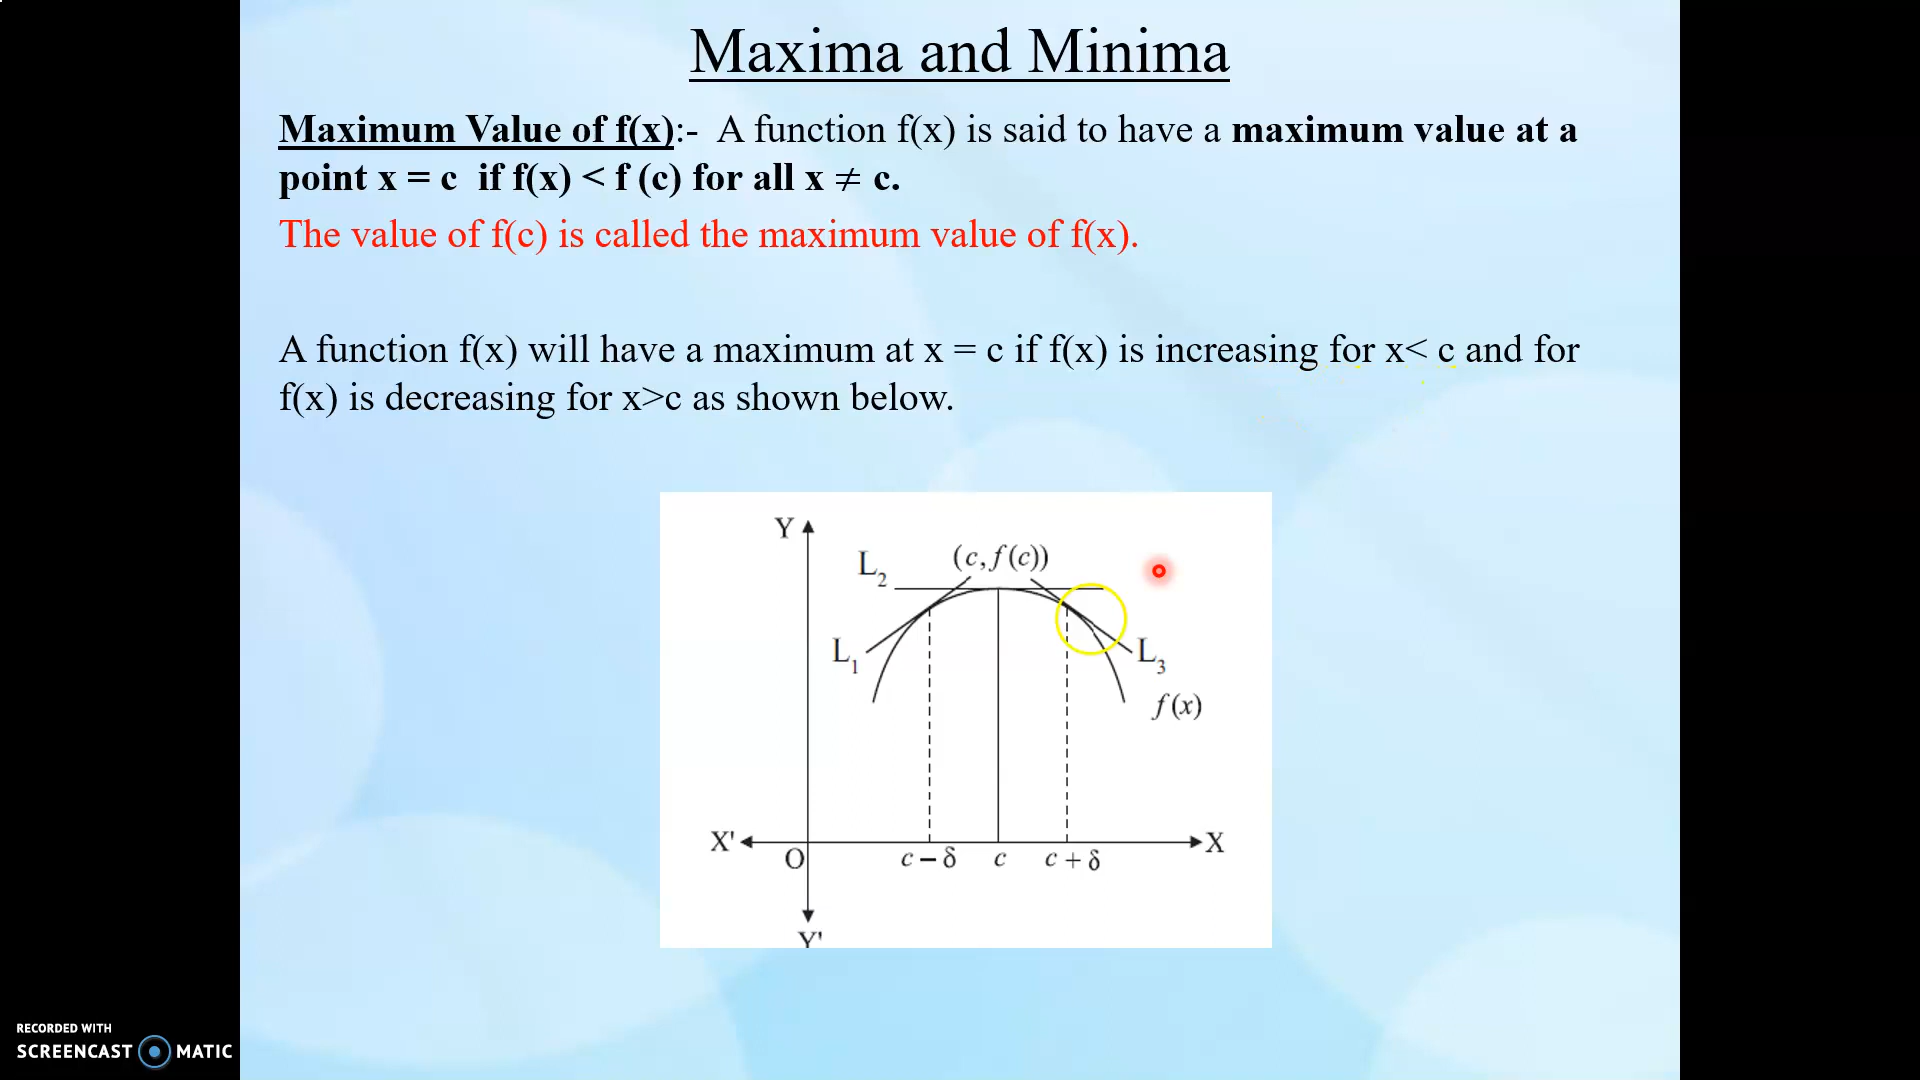 Maxima and Minima
Maximum Value of f(x):- A function f(x) is said to have a maximum value at a
point x = c if f(x) < f (c) for all x ≠ c.
The value of f(c) is called the maximum value of f(x).
A function f(x) will have a maximum at x = c if f(x) is increasing for x< c and for
f(x) is decreasing for x>c as shown below.
Y
L₂
(c, f(c))
L₁
L₃
f(x)
X'
X
O
c – δ
c
c + δ
Y'
RECORDED WITH
SCREENCAST MATIC